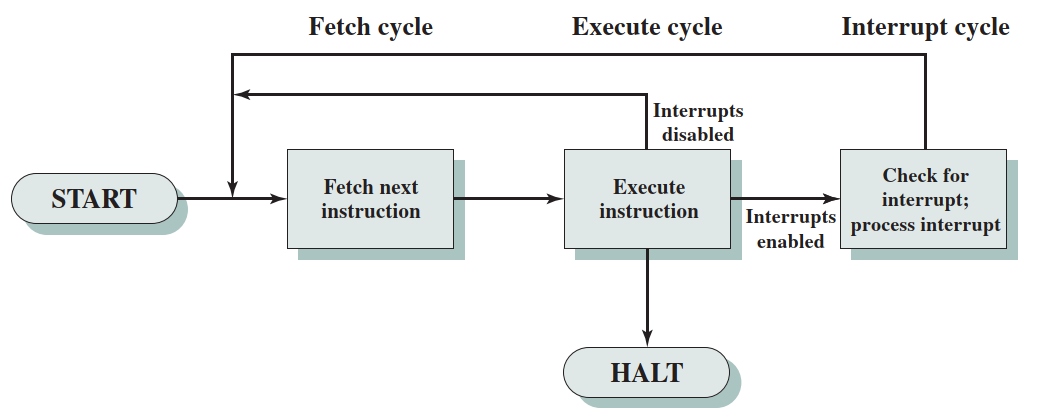 Fetch cycle
Execute cycle
Interrupt cycle
Interrupts
disabled
START
Fetch next
instruction
Execute
instruction
Interrupts
enabled
Check for
interrupt;
process interrupt
HALT